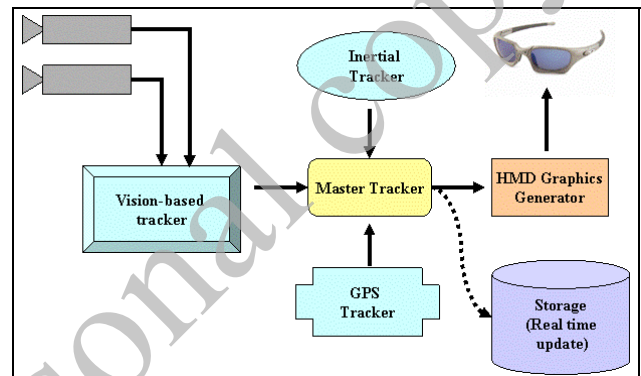 Inertial
Tracker
Vision-based
tracker
Master Tracker
HMD Graphics
Generator
GPS
Tracker
Storage
(Real time
update)